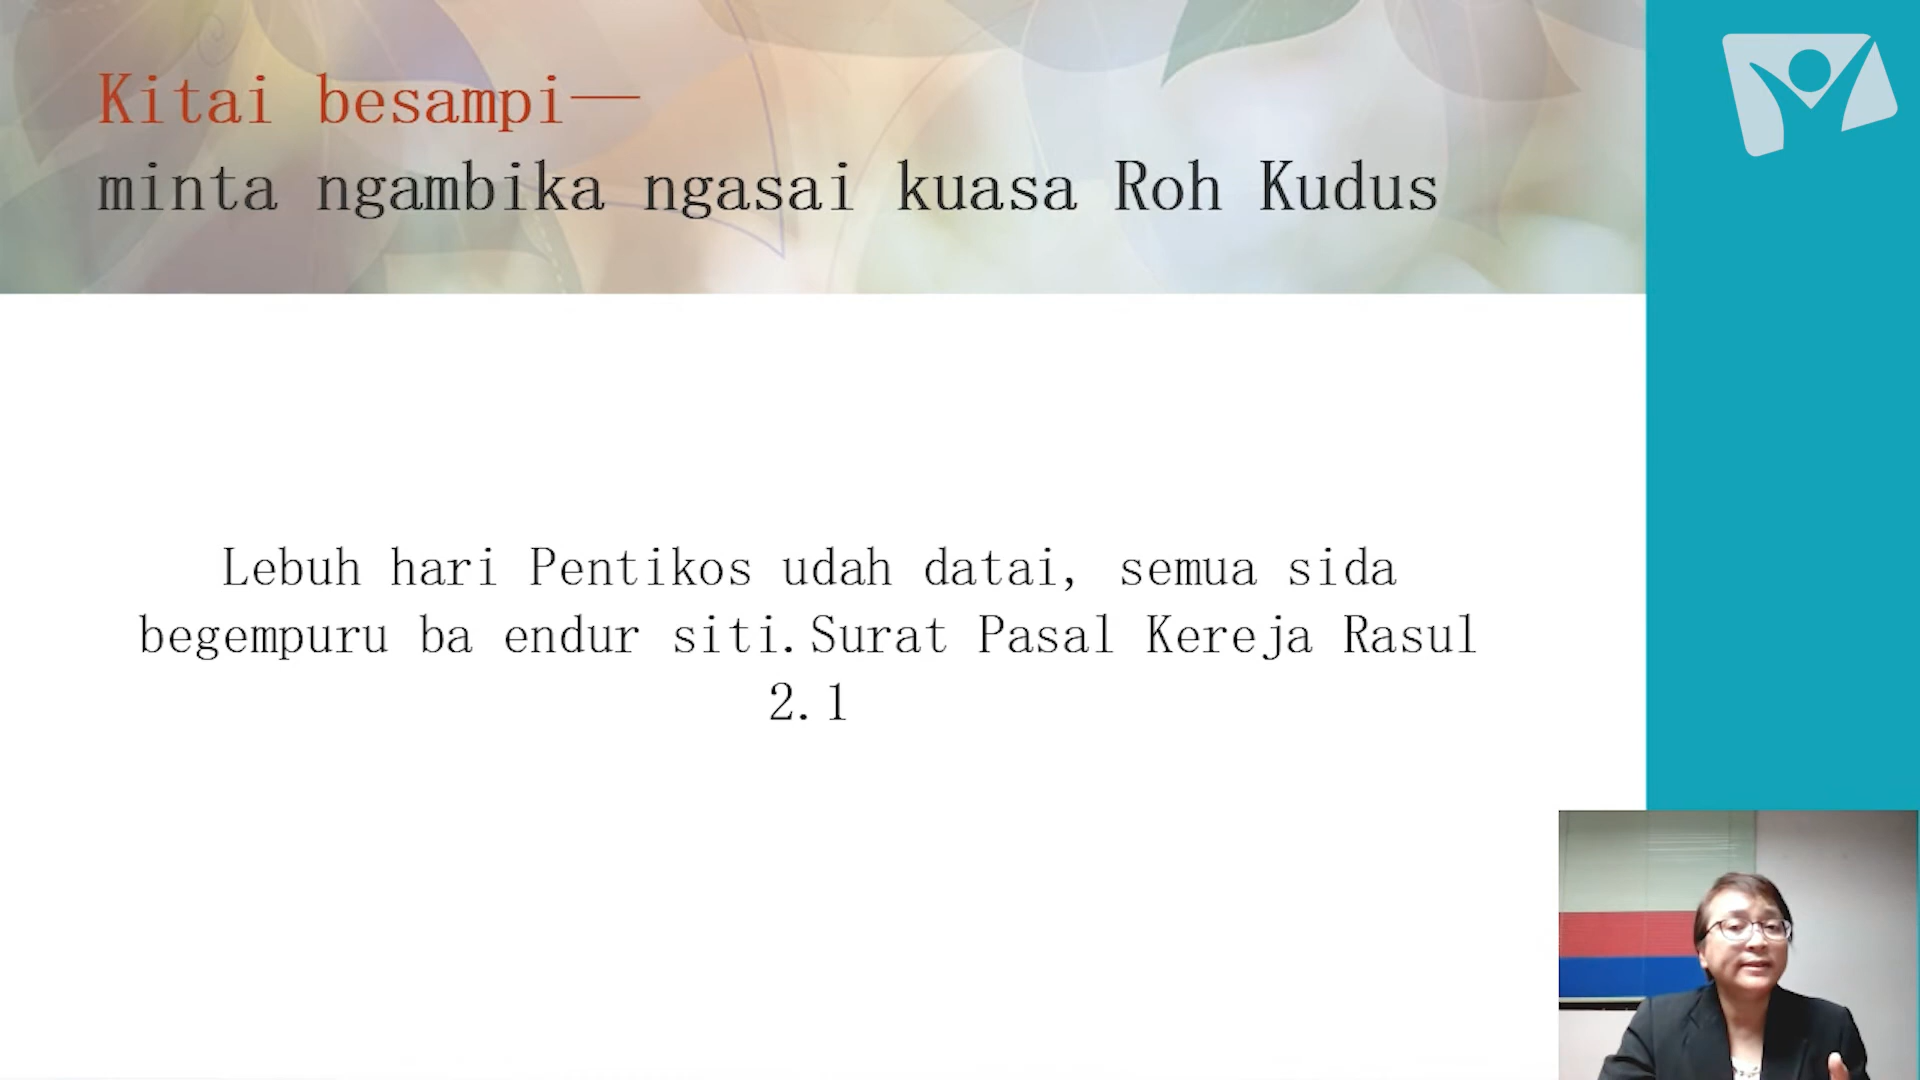 Kitai besampi—
minta ngambika ngasai kuasa Roh Kudus
Lebuh hari Pentikos udah datai, semua sida
begempuru ba endur siti.Surat Pasal Kereja Rasul
2.1